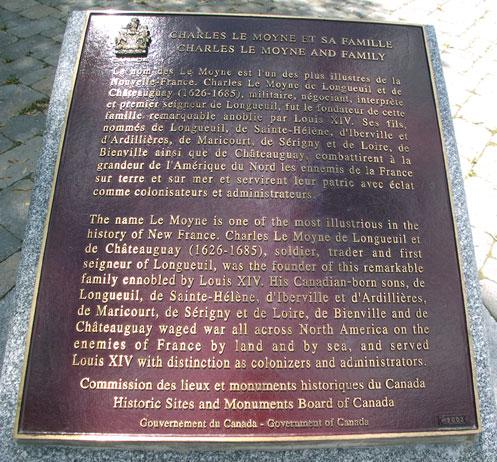 CHARLES LE MOYNE ET SA FAMILLE
CHARLES LE MOYNE AND FAMILY
Le nom des Le Moyne est l'un des plus illustres de la
Nouvelle-France. Charles Le Moyne de Longueuil et de
Châteauguay (1626-1685), militaire, négociant, interprète
et premier seigneur de Longueuil, fut le fondateur de cette
famille remarquable anoblie par Louis XIV. Ses fils,
nommés de Longueuil, de Sainte-Hélène, d'Iberville et
d'Ardillières, de Maricourt, de Sérigny et de Loire, de
Bienville ainsi que de Châteauguay, combattirent à la
grandeur de l'Amérique du Nord les ennemis de la France
sur terre et sur mer et servirent leur patrie avec éclat
comme colonisateurs et administrateurs.
The name Le Moyne is one of the most illustrious in the
history of New France. Charles Le Moyne de Longueuil et
de Châteauguay (1626-1685), soldier, trader and first
seigneur of Longueuil, was the founder of this remarkable
family ennobled by Louis XIV. His Canadian-born sons, de
Longueuil, de Sainte-Hélène, d'Iberville et d'Ardillières,
de Maricourt, de Sérigny et de Loire, de Bienville and de
Châteauguay waged war all across North America on the
enemies of France by land and by sea, and served
Louis XIV with distinction as colonizers and administrators.
Commission des lieux et monuments historiques du Canada
Historic Sites and Monuments Board of Canada
Gouvernement du Canada - Government of Canada